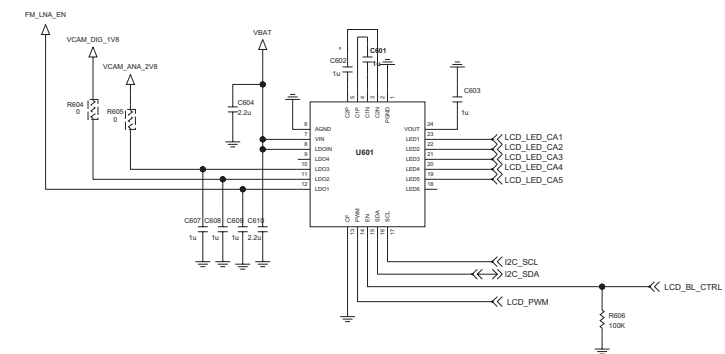 FM_LNA_EN
VCAM_DIG_1V8
VCAM_ANA_2V8
VBAT
C602
1u
C601
1u
C603
1u
R604
0
R605
0
C604
2.2u
5
4
3
2
1
C2P
C1P
C1N
C2N
PGND
6
AGND
7
VIN
8
LDOIN
9
LDO4
10
LDO3
11
LDO2
12
LDO1
U601
VOUT
24
LED1
23
LED2
22
LED3
21
LED4
20
LED5
19
LED6
18
LCD_LED_CA1
LCD_LED_CA2
LCD_LED_CA3
LCD_LED_CA4
LCD_LED_CA5
CF
PWM
EN
SDA
SCL
13
14
15
16
17
C607 C608 C609 C610
1u 1u 1u 2.2u
I2C_SCL
I2C_SDA
LCD_BL_CTRL
LCD_PWM
R606
100K